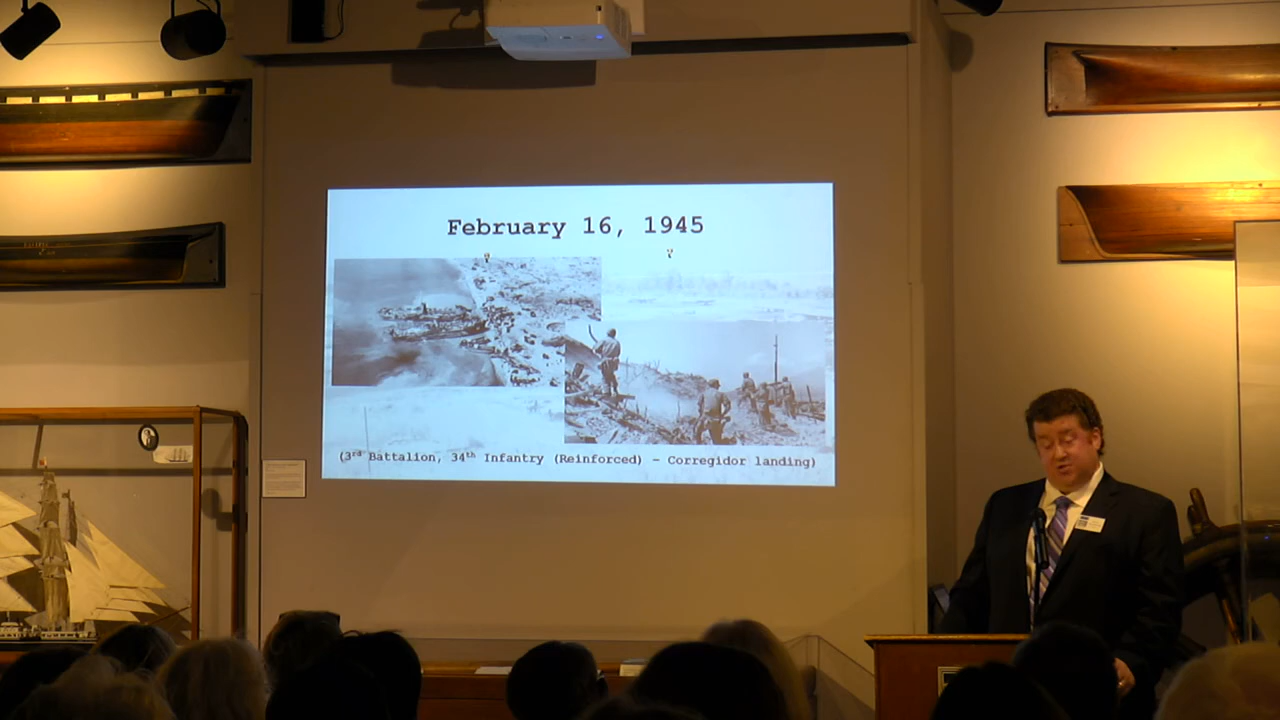 February 16, 1945
(3rd Battalion, 34th Infantry (Reinforced) – Corregidor landing)